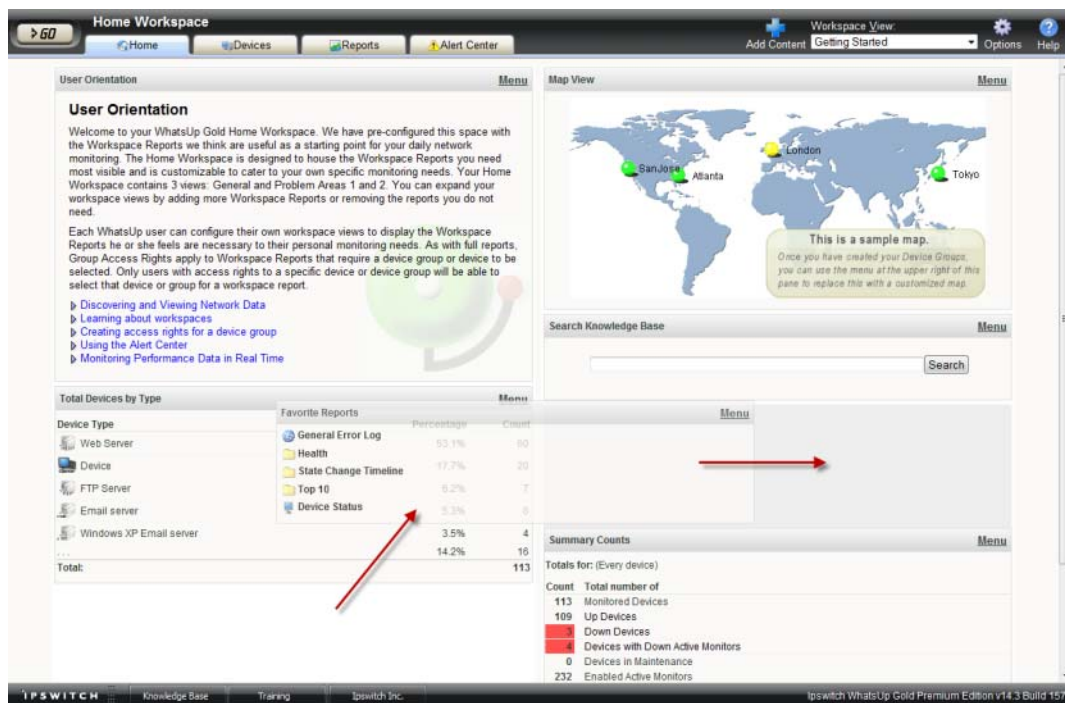 GO
Home Workspace
Home
Devices
Reports
Alert Center
Add Content
Workspace View:
Getting Started
Options
Help
User Orientation
Menu
User Orientation
Welcome to your WhatsUp Gold Home Workspace. We have pre-configured this space with
the Workspace Reports we think are useful as a starting point for your daily network
monitoring. The Home Workspace is designed to house the Workspace Reports you need
most visible and is customizable to cater to your own specific monitoring needs. Your Home
Workspace contains 3 views: General and Problem Areas 1 and 2. You can expand your
workspace views by adding more Workspace Reports or removing the reports you do not
need.
Each WhatsUp user can configure their own workspace views to display the Workspace
Reports he or she feels are necessary to their personal monitoring needs. As with full reports,
Group Access Rights apply to Workspace Reports that require a device group or device to be
selected. Only users with access rights to a specific device or device group will be able to
select that device or group for a workspace report.
Discovering and Viewing Network Data
Learning about workspaces
Creating access rights for a device group
Using the Alert Center
Monitoring Performance Data in Real Time
Map View
Menu
SanJose
Atlanta
London
Tokyo
This is a sample map.
Once you have created your Device Groups,
you can use the menu at the upper right of this
pane to replace this with a customized map.
Search Knowledge Base
Menu
Search
Total Devices by Type
Menu
Device Type
Percentage
Count
Web Server
53.1%
60
Device
17.7%
20
FTP Server
6.2%
7
Email server
5.3%
6
Windows XP Email server
3.5%
4
...
14.2%
16
Total:
113
Favorite Reports
Menu
General Error Log
Health
State Change Timeline
Top 10
Device Status
Summary Counts
Menu
Totals for: (Every device)
Count Total number of
113 Monitored Devices
109 Up Devices
3 Down Devices
4 Devices with Down Active Monitors
0 Devices in Maintenance
232 Enabled Active Monitors
IPSWITCH
Knowledge Base
Training
Ipswitch Inc.
Ipswitch WhatsUp Gold Premium Edition v14.3 Build 157